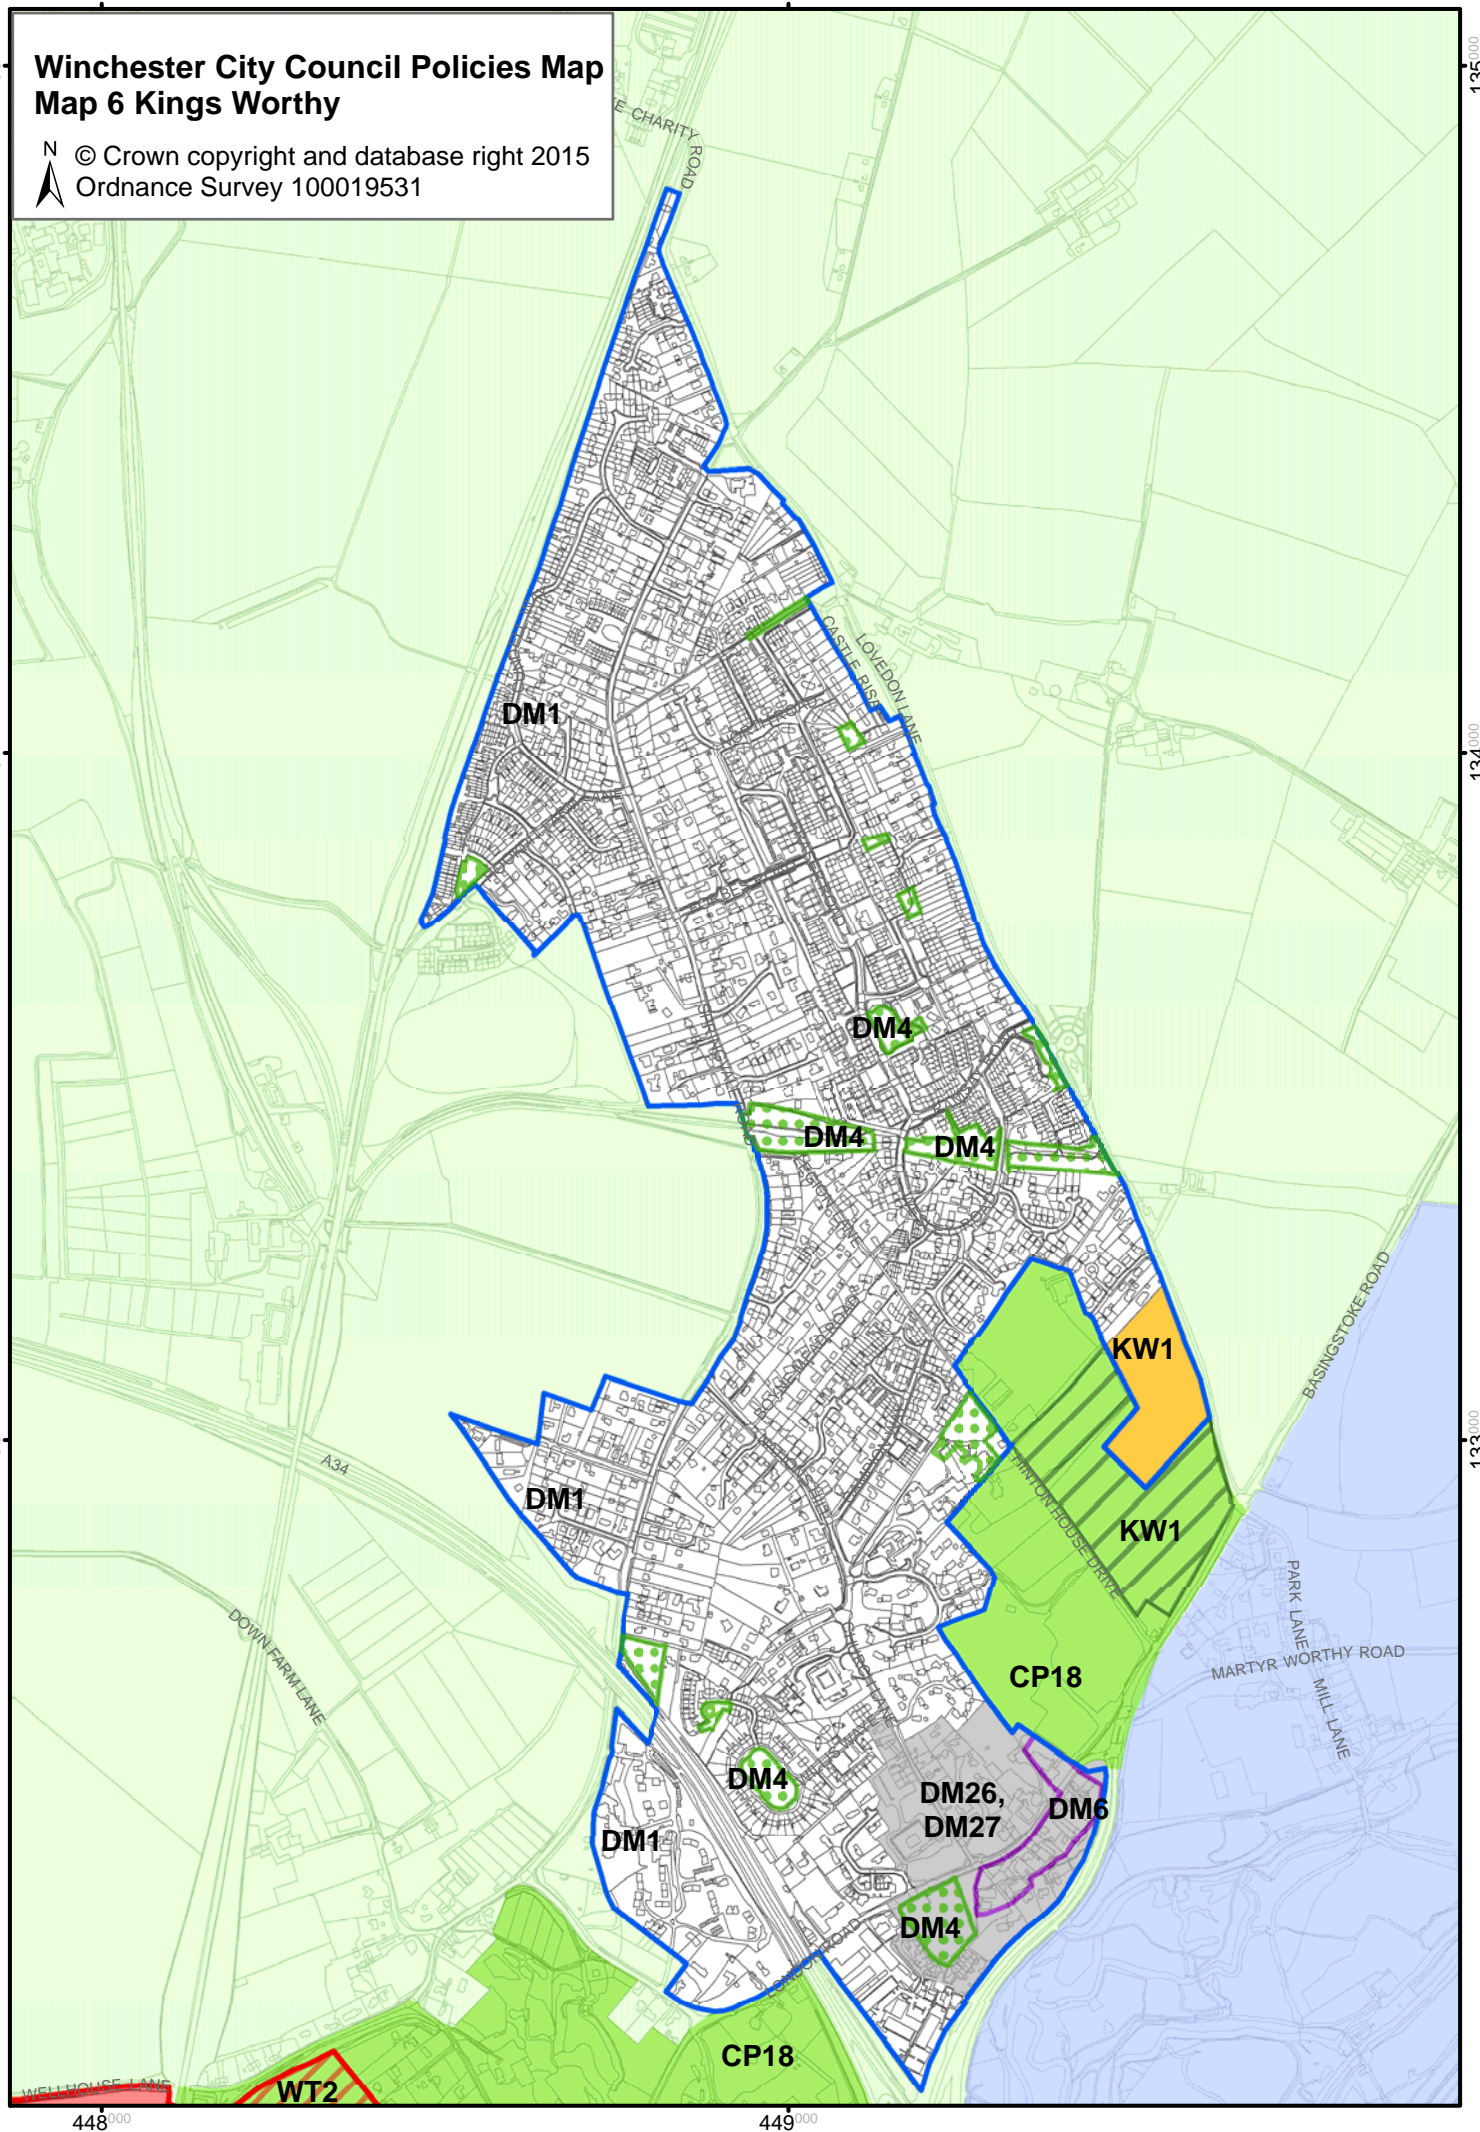 Winchester City Council Policies Map
Map 6 Kings Worthy
N
© Crown copyright and database right 2015
Ordnance Survey 100019531
CHARITY ROAD
135000
LOVEDON LANE
CASTLE RISE
DM1
134000
DM4
DM4
DM4
BASINGSTOKE ROAD
KW1
133000
A34
DM1
KW1
HINTON HOUSE DRIVE
PARK LANE
MARTYR WORTHY ROAD
MILL LANE
DOWN FARM LANE
CP18
DM4
DM26,
DM27
DM6
DM1
DM4
LONDON ROAD
CP18
WELLHOUSE LANE
WT2
448000
449000